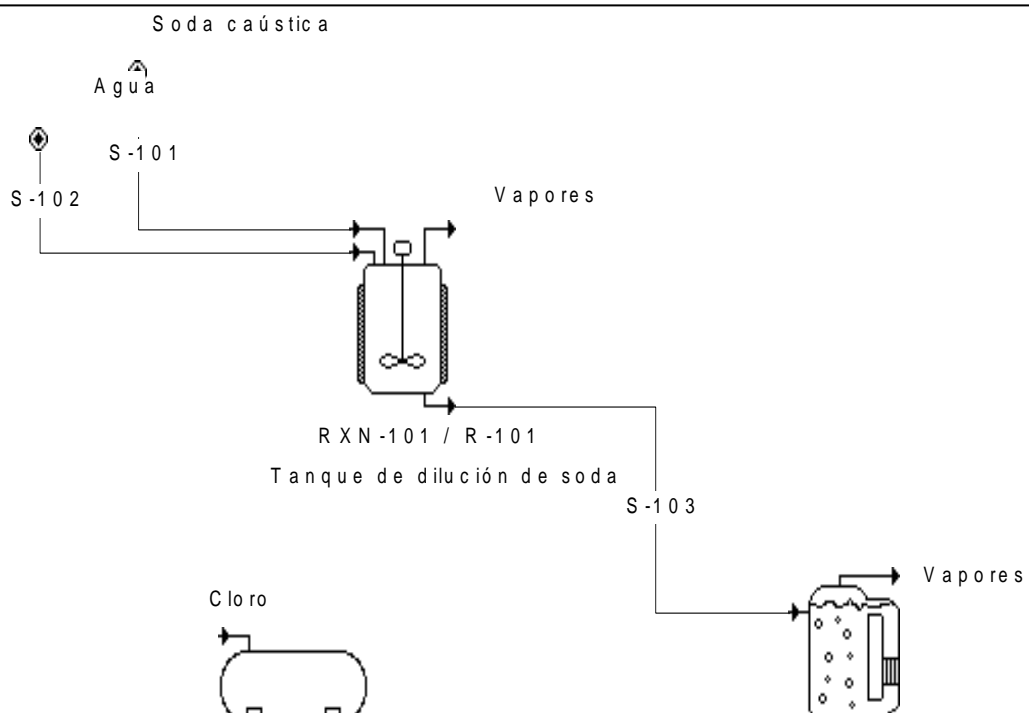 Soda caústica
Agua
S-101
S-102
Vapores
RXN-101 / R-101
Tanque de dilución de soda
S-103
Vapores
Cloro